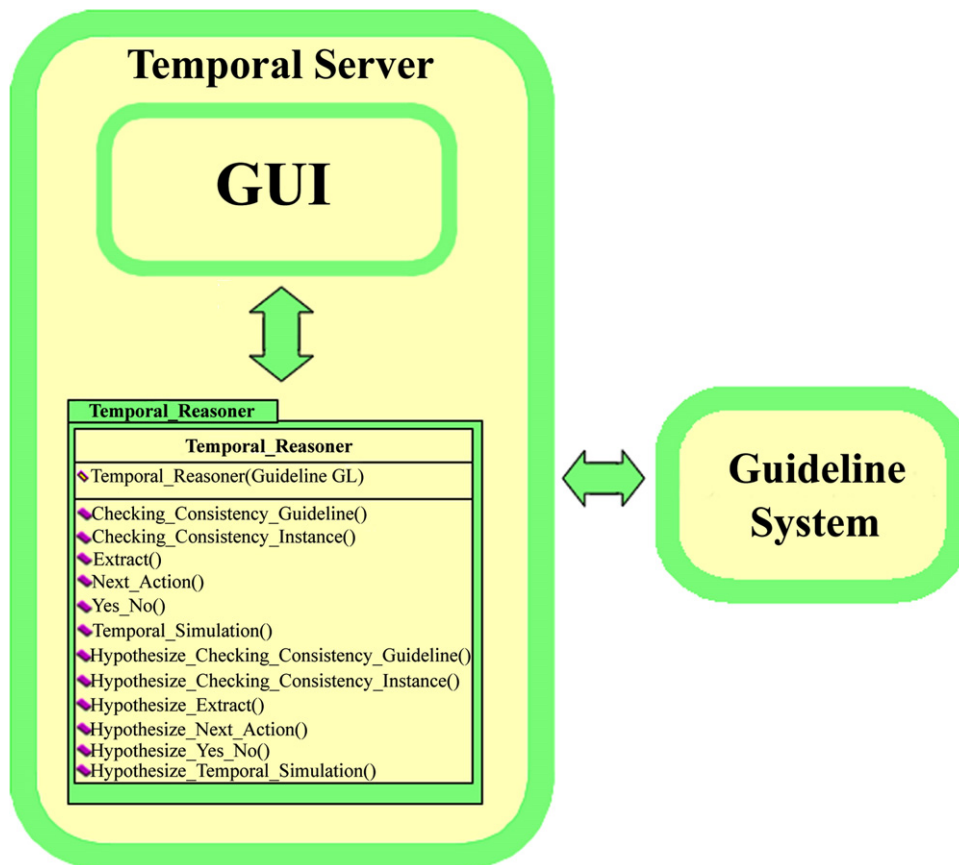 Temporal Server
GUI
Temporal_Reasoner
Temporal_Reasoner
Temporal_Reasoner(Guideline GL)
Checking_Consistency_Guideline()
Checking_Consistency_Instance()
Extract()
Next_Action()
Yes_No()
Temporal_Simulation()
Hypothesize_Checking_Consistency_Guideline()
Hypothesize_Checking_Consistency_Instance()
Hypothesize_Extract()
Hypothesize_Next_Action()
Hypothesize_Yes_No()
Hypothesize_Temporal_Simulation()
Guideline
System